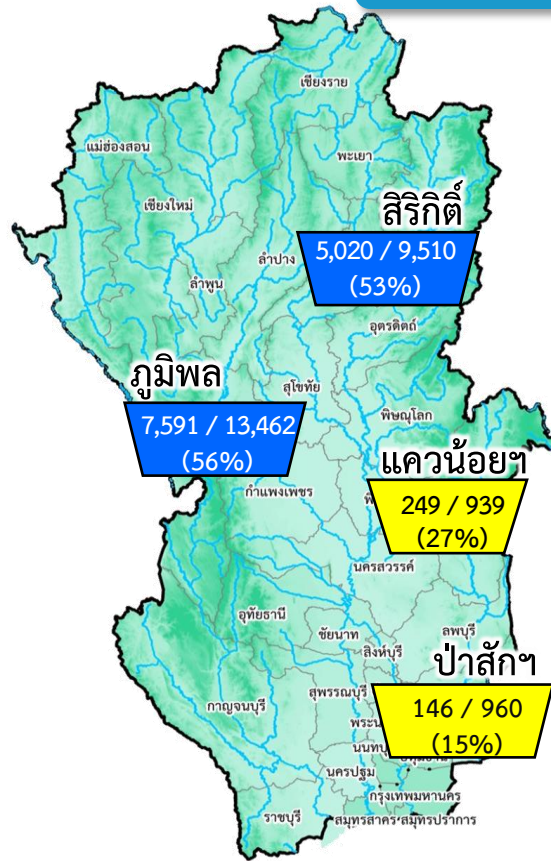 เชียงราย
แม่ฮ่องสอน
พะเยา
เชียงใหม่
สิริกิติ์
5,020 / 9,510
(53%)
ลำปาง
ลำพูน
อุตรดิตถ์
ภูมิพล
7,591 / 13,462
(56%)
สุโขทัย
พิษณุโลก
แควน้อยฯ
249 / 939
(27%)
กำแพงเพชร
นครสวรรค์
อุทัยธานี
ชัยนาท
ลพบุรี
สิงห์บุรี
ป่าสักฯ
146 / 960
(15%)
สุพรรณบุรี
กาญจนบุรี
นครปฐม
กรุงเทพมหานคร
ราชบุรี
สมุทรสาคร
สมุทรปราการ